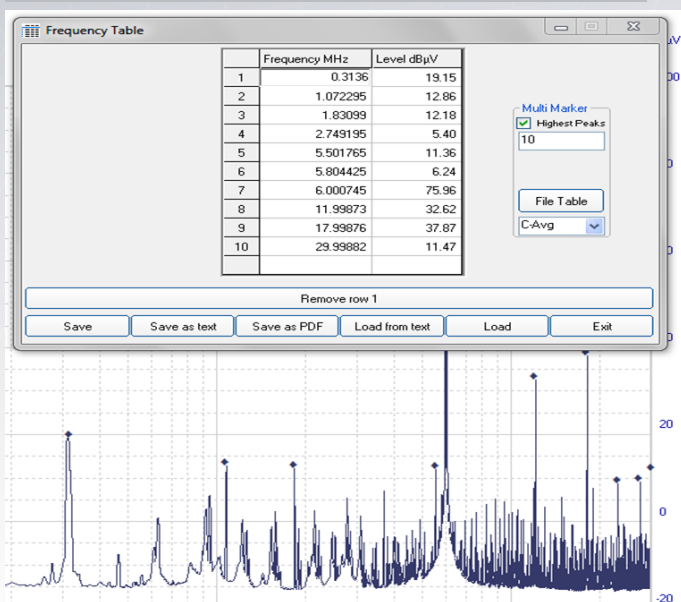 Frequency Table
µV
Frequency MHz Level dBµV
1 0.3136 19.15
2 1.072295 12.86
3 1.83099 12.18
4 2.749195 5.40
5 5.501765 11.36
6 5.804425 6.24
7 6.000745 75.96
8 11.99873 32.62
9 17.99876 37.87
10 29.99882 11.47
Multi Marker
Highest Peaks
10
File Table
C-Avg
Remove row 1
Save Save as text Save as PDF Load from text Load Exit
20
0
-20